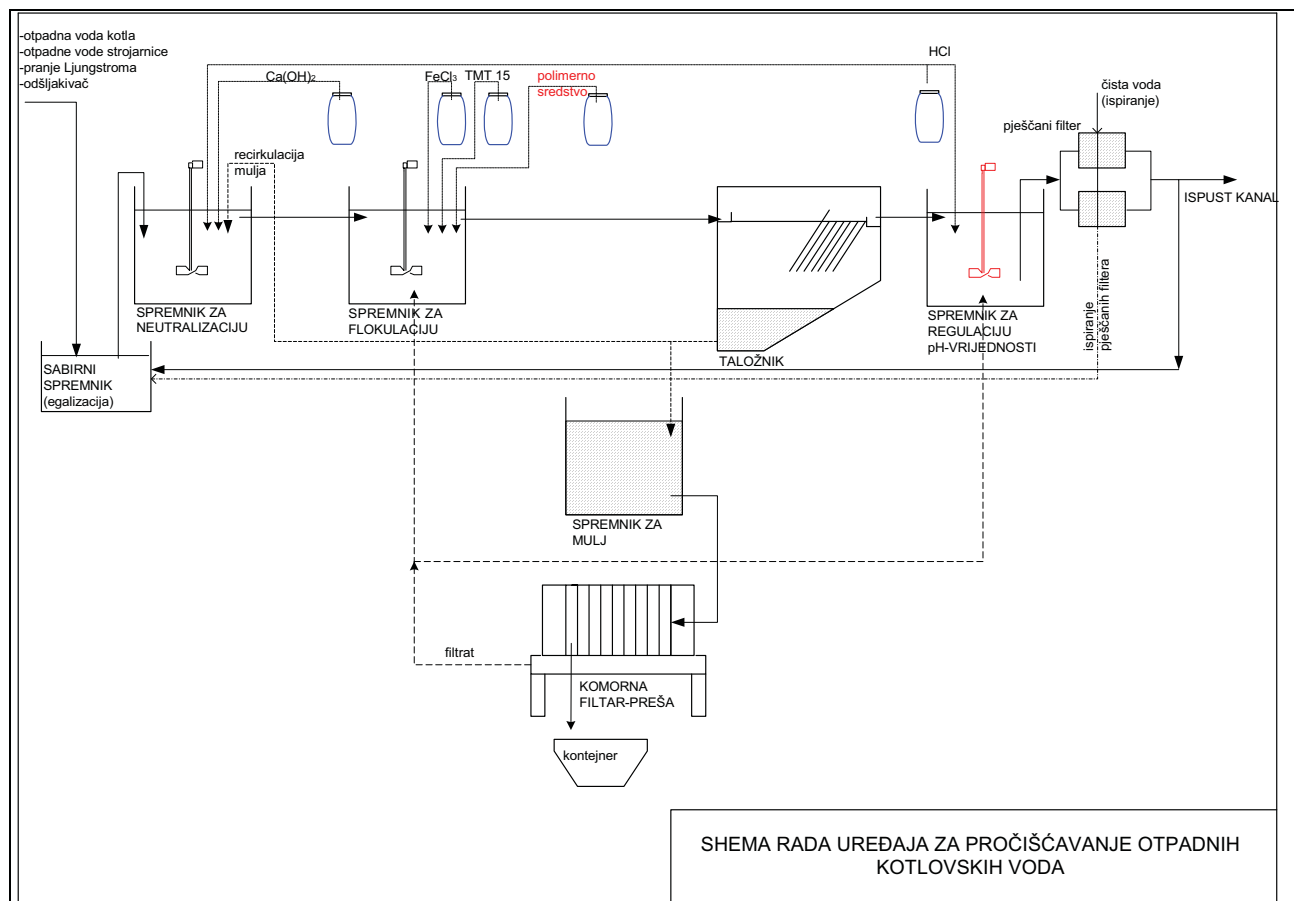 -otpadna voda kotla
-otpadne vode strojarnice
-pranje Ljungstroma
-odšljakivač
Ca(OH)₂
FeCl₃
TMT 15
polimerno
sredstvo
HCl
čista voda
(ispiranje)
pješčani filter
recirkulacija
mulja
ISPUST KANAL
SPREMNIK ZA
NEUTRALIZACIJU
SPREMNIK ZA
FLOKULACIJU
TALOŽNIK
SPREMNIK ZA
REGULACIJU
pH-VRIJEDNOSTI
ispiranje
pješčanih filtera
SABIRNI
SPREMNIK
(egalizacija)
SPREMNIK ZA
MULJ
filtrat
KOMORNA
FILTAR-PREŠA
kontejner
SHEMA RADA UREĐAJA ZA PROČIŠĆAVANJE OTPADNIH
KOTLOVSKIH VODA